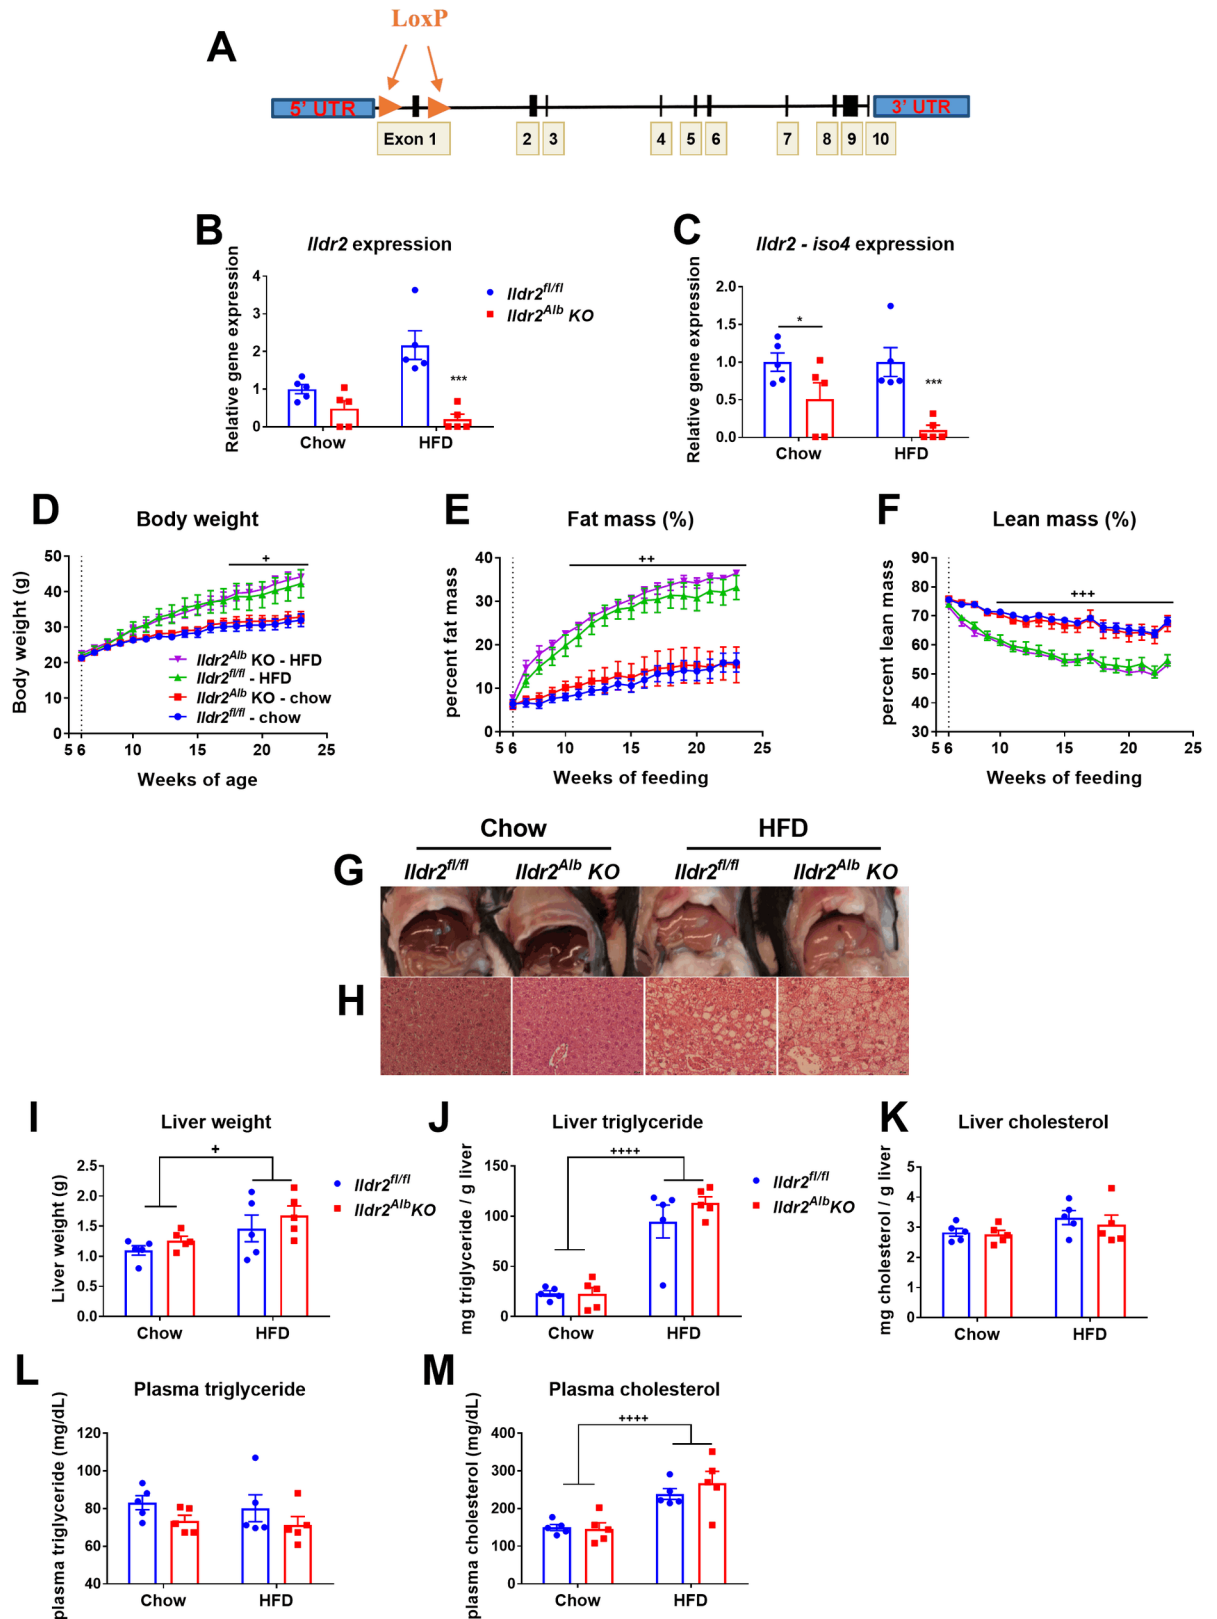 LoxP
A
5' UTR
3' UTR
Exon 1
2
3
4
5
6
7
8
9
10
B
Ildr2 expression
Relative gene expression
4
3
2
1
0
***
Chow
HFD
Ildr2fl/fl
Ildr2Alb KO
C
Ildr2 - iso4 expression
Relative gene expression
2.0
1.5
1.0
0.5
0.0
*
***
Chow
HFD
D
Body weight
Body weight (g)
50
40
30
20
10
0
+
Ildr2Alb KO - HFD
Ildr2fl/fl - HFD
Ildr2Alb KO - chow
Ildr2fl/fl - chow
5 6 10 15 20 25
Weeks of age
E
Fat mass (%)
percent fat mass
40
30
20
10
0
++
5 6 10 15 20 25
Weeks of feeding
F
Lean mass (%)
percent lean mass
90
80
70
60
50
40
30
+++
5 6 10 15 20 25
Weeks of feeding
Chow
HFD
G
Ildr2fl/fl
Ildr2Alb KO
Ildr2fl/fl
Ildr2Alb KO
H
I
Liver weight
Liver weight (g)
2.5
2.0
1.5
1.0
0.5
0.0
+
Chow
HFD
Ildr2fl/fl
Ildr2AlbKO
J
Liver triglyceride
mg triglyceride / g liver
150
100
50
0
++++
Chow
HFD
Ildr2fl/fl
Ildr2AlbKO
K
Liver cholesterol
mg cholesterol / g liver
5
4
3
2
1
0
Chow
HFD
L
Plasma triglyceride
plasma triglyceride (mg/dL)
120
100
80
60
40
Chow
HFD
M
Plasma cholesterol
plasma cholesterol (mg/dL)
400
300
200
100
0
++++
Chow
HFD